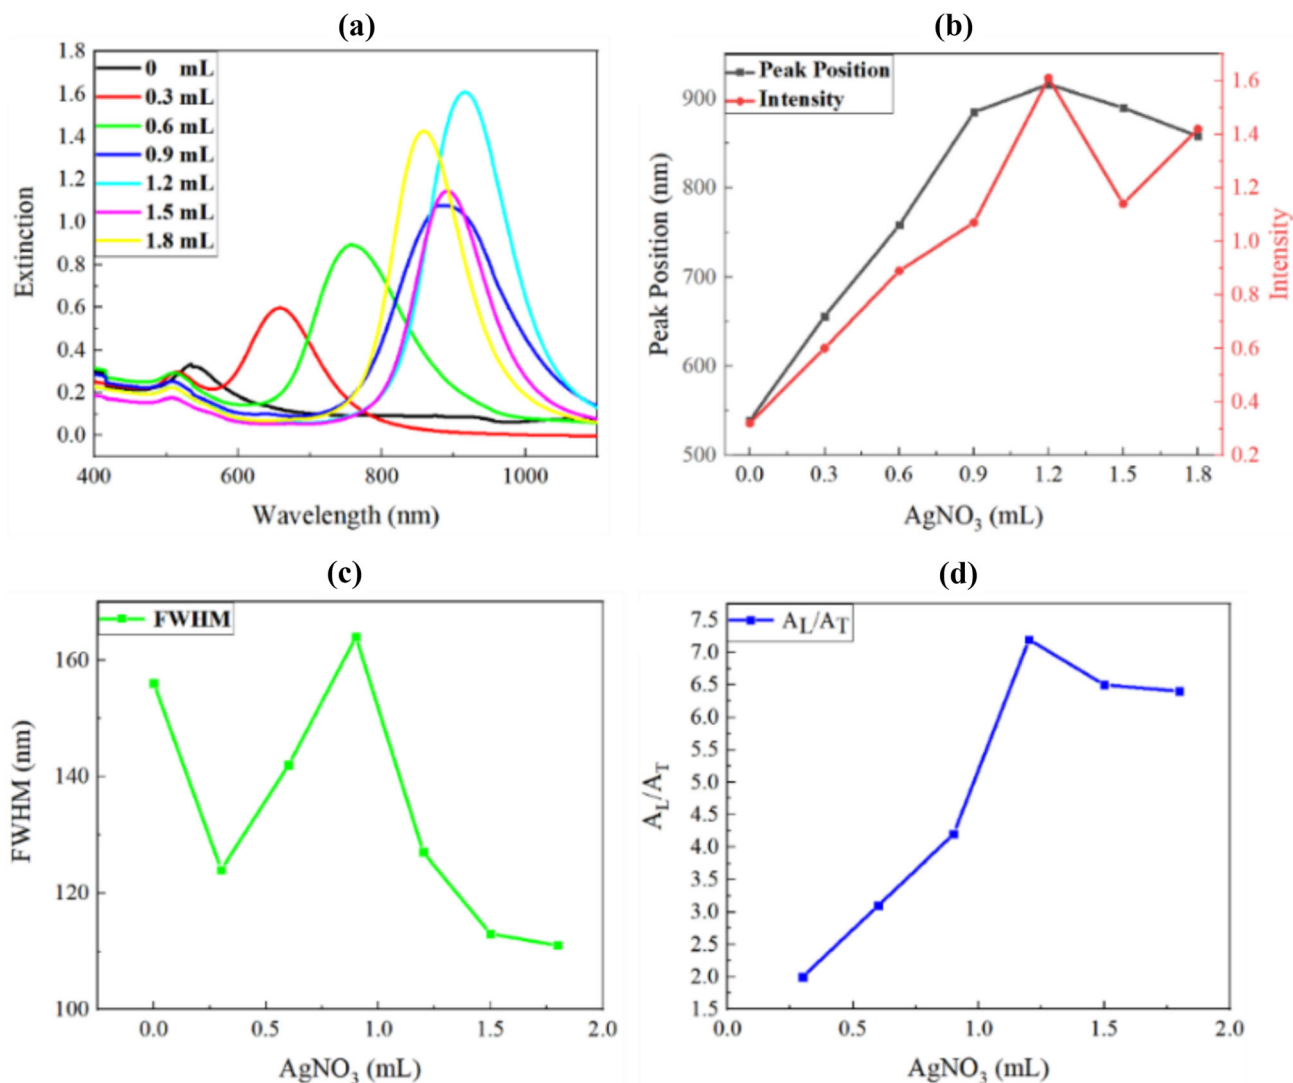 (a)
1.8
1.6
1.4
1.2
1.0
0.8
0.6
0.4
0.2
0.0
Extinction
0 mL
0.3 mL
0.6 mL
0.9 mL
1.2 mL
1.5 mL
1.8 mL
400 600 800 1000
Wavelength (nm)
(b)
900
800
700
600
500
Peak Position (nm)
Peak Position
Intensity
1.6
1.4
1.2
1.0
0.8
0.6
0.4
0.2
Intensity
0.0 0.3 0.6 0.9 1.2 1.5 1.8
AgNO₃ (mL)
(c)
160
140
120
100
FWHM (nm)
FWHM
0.0 0.5 1.0 1.5 2.0
AgNO₃ (mL)
(d)
7.5
7.0
6.5
6.0
5.5
5.0
4.5
4.0
3.5
3.0
2.5
2.0
1.5
A_L/A_T
A_L/A_T
0.0 0.5 1.0 1.5 2.0
AgNO₃ (mL)